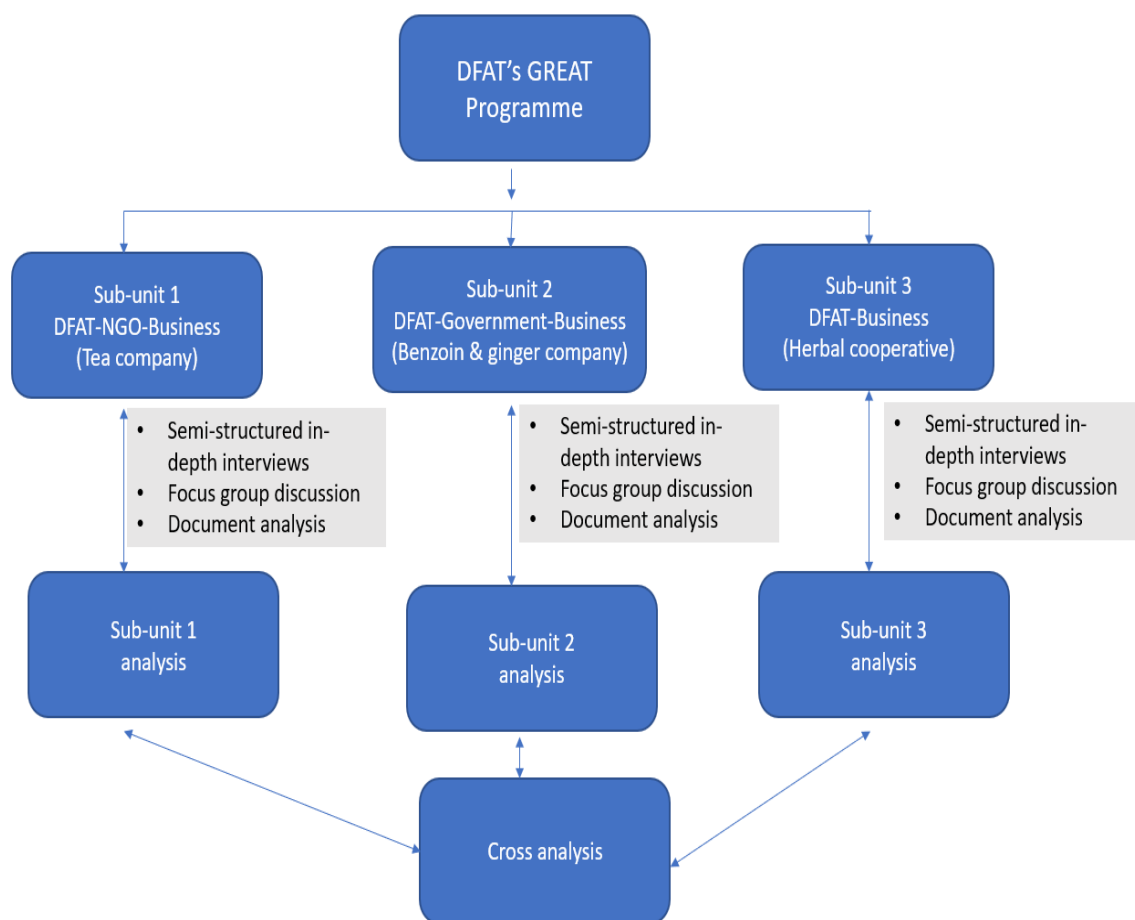 DFAT's GREAT
Programme
Sub-unit 1
DFAT-NGO-Business
(Tea company)
Sub-unit 2
DFAT-Government-Business
(Benzoin & ginger company)
Sub-unit 3
DFAT-Business
(Herbal cooperative)
• Semi-structured in-
depth interviews
• Focus group discussion
• Document analysis
• Semi-structured in-
depth interviews
• Focus group discussion
• Document analysis
• Semi-structured in-
depth interviews
• Focus group discussion
• Document analysis
Sub-unit 1
analysis
Sub-unit 2
analysis
Sub-unit 3
analysis
Cross analysis